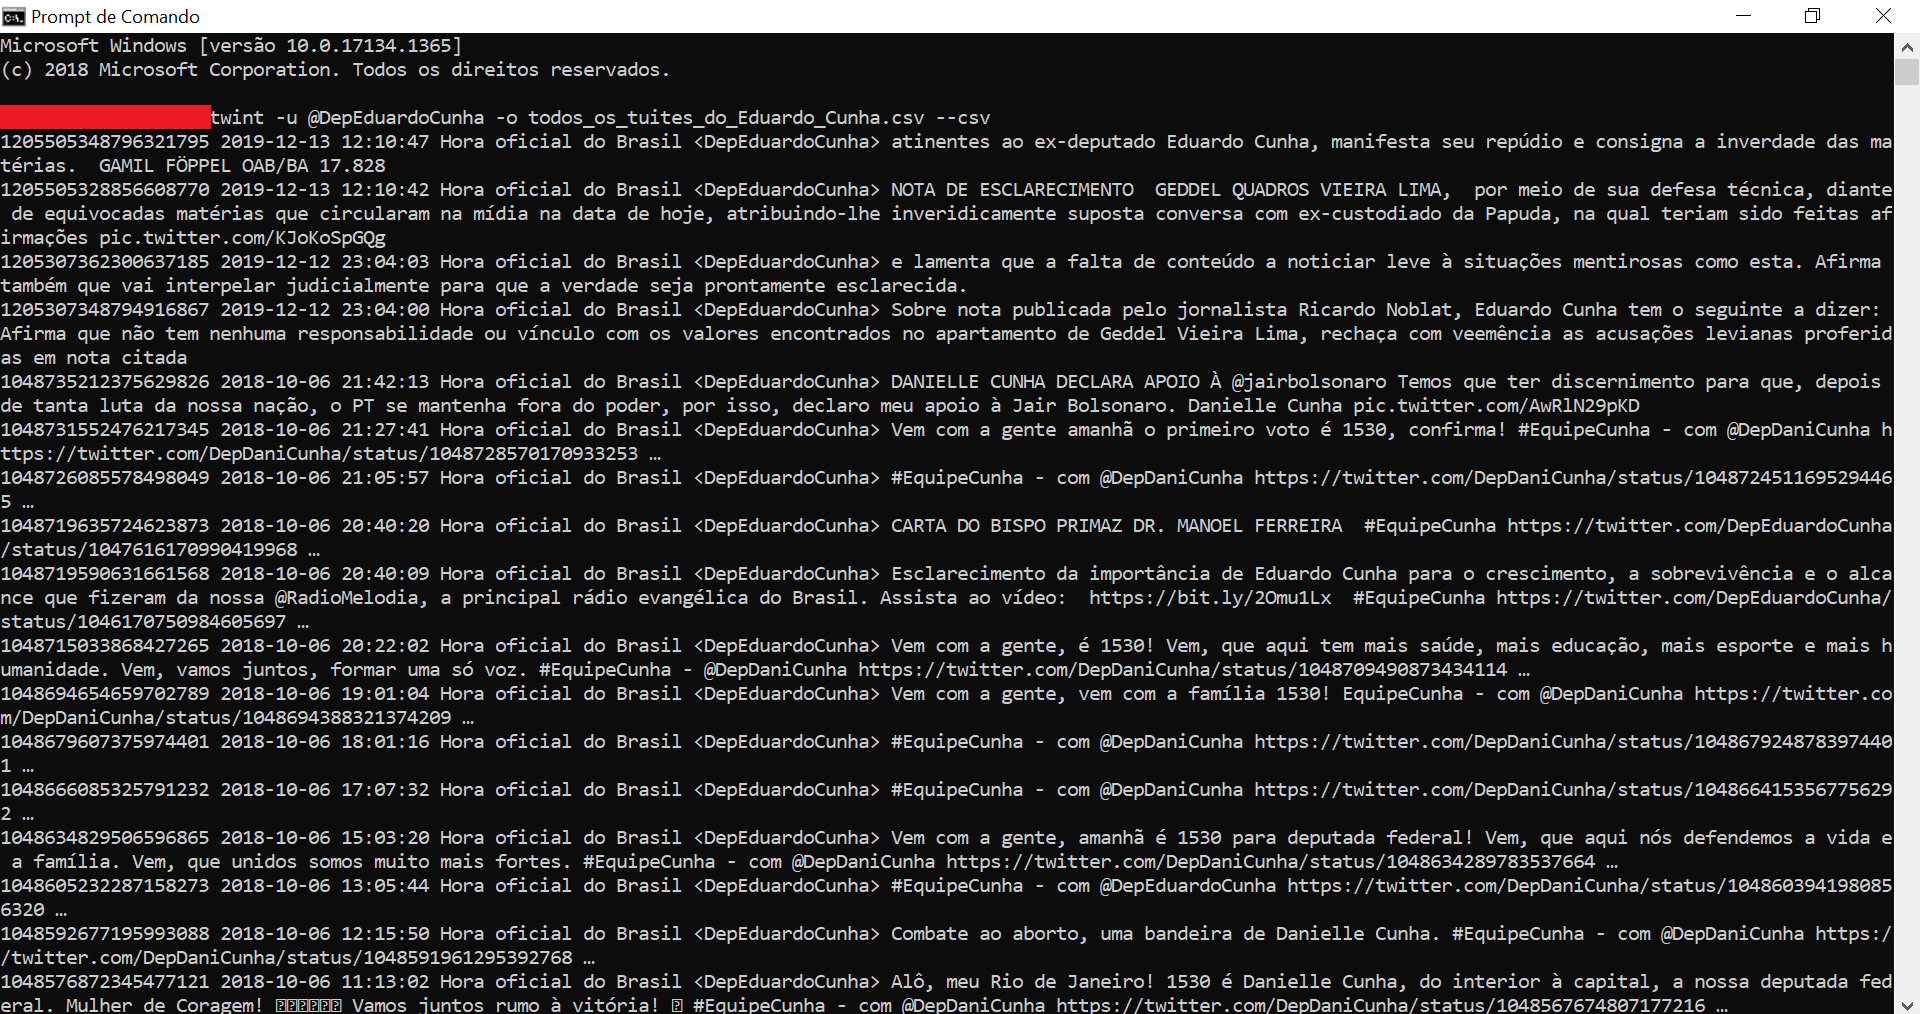 Prompt de Comando
Microsoft Windows [versão 10.0.17134.1365]
(c) 2018 Microsoft Corporation. Todos os direitos reservados.
twint -u @DepEduardoCunha -o todos_os_tuites_do_Eduardo_Cunha.csv --csv
1205505348796321795 2019-12-13 12:10:47 Hora oficial do Brasil <DepEduardoCunha> atinentes ao ex-deputado Eduardo Cunha, manifesta seu repúdio e consigna a inverdade das ma
térias.  GAMIL FÖPPEL OAB/BA 17.828
1205505328856608770 2019-12-13 12:10:42 Hora oficial do Brasil <DepEduardoCunha> NOTA DE ESCLARECIMENTO  GEDDEL QUADROS VIEIRA LIMA,  por meio de sua defesa técnica, diante
 de equivocadas matérias que circularam na mídia na data de hoje, atribuindo-lhe inveridicamente suposta conversa com ex-custodiado da Papuda, na qual teriam sido feitas af
irmações pic.twitter.com/KJoKoSpGQg
1205307362300637185 2019-12-12 23:04:03 Hora oficial do Brasil <DepEduardoCunha> e lamenta que a falta de conteúdo a noticiar leve à situações mentirosas como esta. Afirma
também que vai interpelar judicialmente para que a verdade seja prontamente esclarecida.
1205307348794916867 2019-12-12 23:04:00 Hora oficial do Brasil <DepEduardoCunha> Sobre nota publicada pelo jornalista Ricardo Noblat, Eduardo Cunha tem o seguinte a dizer:
Afirma que não tem nenhuma responsabilidade ou vínculo com os valores encontrados no apartamento de Geddel Vieira Lima, rechaça com veemência as acusações levianas proferid
as em nota citada
1048735212375629826 2018-10-06 21:42:13 Hora oficial do Brasil <DepEduardoCunha> DANIELLE CUNHA DECLARA APOIO À @jairbolsonaro Temos que ter discernimento para que, depois
de tanta luta da nossa nação, o PT se mantenha fora do poder, por isso, declaro meu apoio à Jair Bolsonaro. Danielle Cunha pic.twitter.com/AwRlN29pKD
1048731552476217345 2018-10-06 21:27:41 Hora oficial do Brasil <DepEduardoCunha> Vem com a gente amanhã o primeiro voto é 1530, confirma! #EquipeCunha - com @DepDaniCunha h
ttps://twitter.com/DepDaniCunha/status/1048728570170933253 …
1048726085578498049 2018-10-06 21:05:57 Hora oficial do Brasil <DepEduardoCunha> #EquipeCunha - com @DepDaniCunha https://twitter.com/DepDaniCunha/status/104872451169529446
5 …
1048719635724623873 2018-10-06 20:40:20 Hora oficial do Brasil <DepEduardoCunha> CARTA DO BISPO PRIMAZ DR. MANOEL FERREIRA  #EquipeCunha https://twitter.com/DepEduardoCunha
/status/1047616170990419968 …
1048719590631661568 2018-10-06 20:40:09 Hora oficial do Brasil <DepEduardoCunha> Esclarecimento da importância de Eduardo Cunha para o crescimento, a sobrevivência e o alca
nce que fizeram da nossa @RadioMelodia, a principal rádio evangélica do Brasil. Assista ao vídeo:  https://bit.ly/2Omu1Lx  #EquipeCunha https://twitter.com/DepEduardoCunha/
status/1046170750984605697 …
1048715033868427265 2018-10-06 20:22:02 Hora oficial do Brasil <DepEduardoCunha> Vem com a gente, é 1530! Vem, que aqui tem mais saúde, mais educação, mais esporte e mais h
umanidade. Vem, vamos juntos, formar uma só voz. #EquipeCunha - @DepDaniCunha https://twitter.com/DepDaniCunha/status/1048709490873434114 …
1048694654659702789 2018-10-06 19:01:04 Hora oficial do Brasil <DepEduardoCunha> Vem com a gente, vem com a família 1530! EquipeCunha - com @DepDaniCunha https://twitter.co
m/DepDaniCunha/status/1048694388321374209 …
1048679607375974401 2018-10-06 18:01:16 Hora oficial do Brasil <DepEduardoCunha> #EquipeCunha - com @DepDaniCunha https://twitter.com/DepDaniCunha/status/104867924878397440
1 …
1048666085325791232 2018-10-06 17:07:32 Hora oficial do Brasil <DepEduardoCunha> #EquipeCunha - com @DepDaniCunha https://twitter.com/DepDaniCunha/status/104866415356775629
2 …
1048634829506596865 2018-10-06 15:03:20 Hora oficial do Brasil <DepEduardoCunha> Vem com a gente, amanhã é 1530 para deputada federal! Vem, que aqui nós defendemos a vida e
 a família. Vem, que unidos somos muito mais fortes. #EquipeCunha - com @DepDaniCunha https://twitter.com/DepDaniCunha/status/1048634289783537664 …
1048605232287158273 2018-10-06 13:05:44 Hora oficial do Brasil <DepEduardoCunha> #EquipeCunha - com @DepEduardoCunha https://twitter.com/DepDaniCunha/status/104860394198085
6320 …
1048592677195993088 2018-10-06 12:15:50 Hora oficial do Brasil <DepEduardoCunha> Combate ao aborto, uma bandeira de Danielle Cunha. #EquipeCunha - com @DepDaniCunha https:/
/twitter.com/DepDaniCunha/status/1048591961295392768 …
1048576872345477121 2018-10-06 11:13:02 Hora oficial do Brasil <DepEduardoCunha> Alô, meu Rio de Janeiro! 1530 é Danielle Cunha, do interior à capital, a nossa deputada fed
eral. Mulher de Coragem! Vamos juntos rumo à vitória! #EquipeCunha - com @DepDaniCunha https://twitter.com/DepDaniCunha/status/1048567674807177216 …